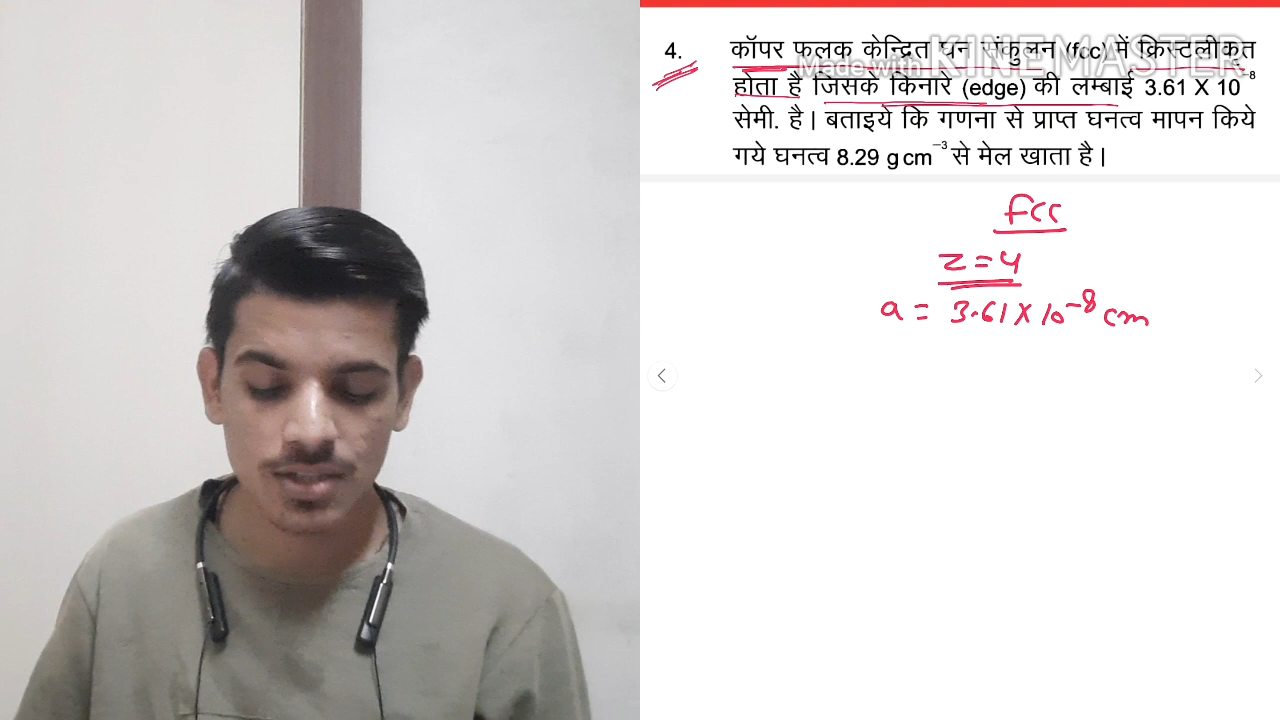 4. कॉपर फलक केन्द्रित घन संकुलन (fcc) में क्रिस्टलीकृत
Made with KINEMASTER
होता है जिसके किनारे (edge) की लम्बाई 3.61 X 10⁻⁸
सेमी. है। बताइये कि गणना से प्राप्त घनत्व मापन किये
गये घनत्व 8.29 g cm⁻³ से मेल खाता है।
fcc
z = 4
a = 3.61 X 10⁻⁸ cm